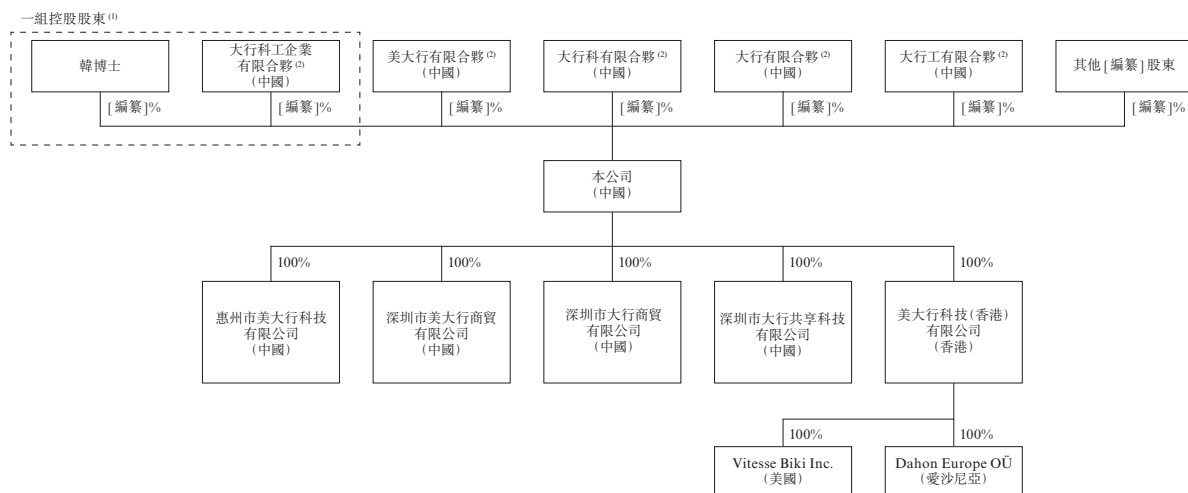 一組控股股東(1)
韓博士
大行科工企業
有限合夥(2)
(中國)
美大行有限合夥(2)
(中國)
大行科有限合夥(2)
(中國)
大行有限合夥(2)
(中國)
大行工有限合夥(2)
(中國)
其他[編纂]股東
[編纂]%
[編纂]%
[編纂]%
[編纂]%
[編纂]%
[編纂]%
[編纂]%
本公司
(中國)
100%
100%
100%
100%
100%
惠州市美大行科技
有限公司
(中國)
深圳市美大行商貿
有限公司
(中國)
深圳市大行商貿
有限公司
(中國)
深圳市大行共享科技
有限公司
(中國)
美大行科技(香港)
有限公司
(香港)
100%
100%
Vitesse Biki Inc.
(美國)
Dahon Europe OÜ
(愛沙尼亞)